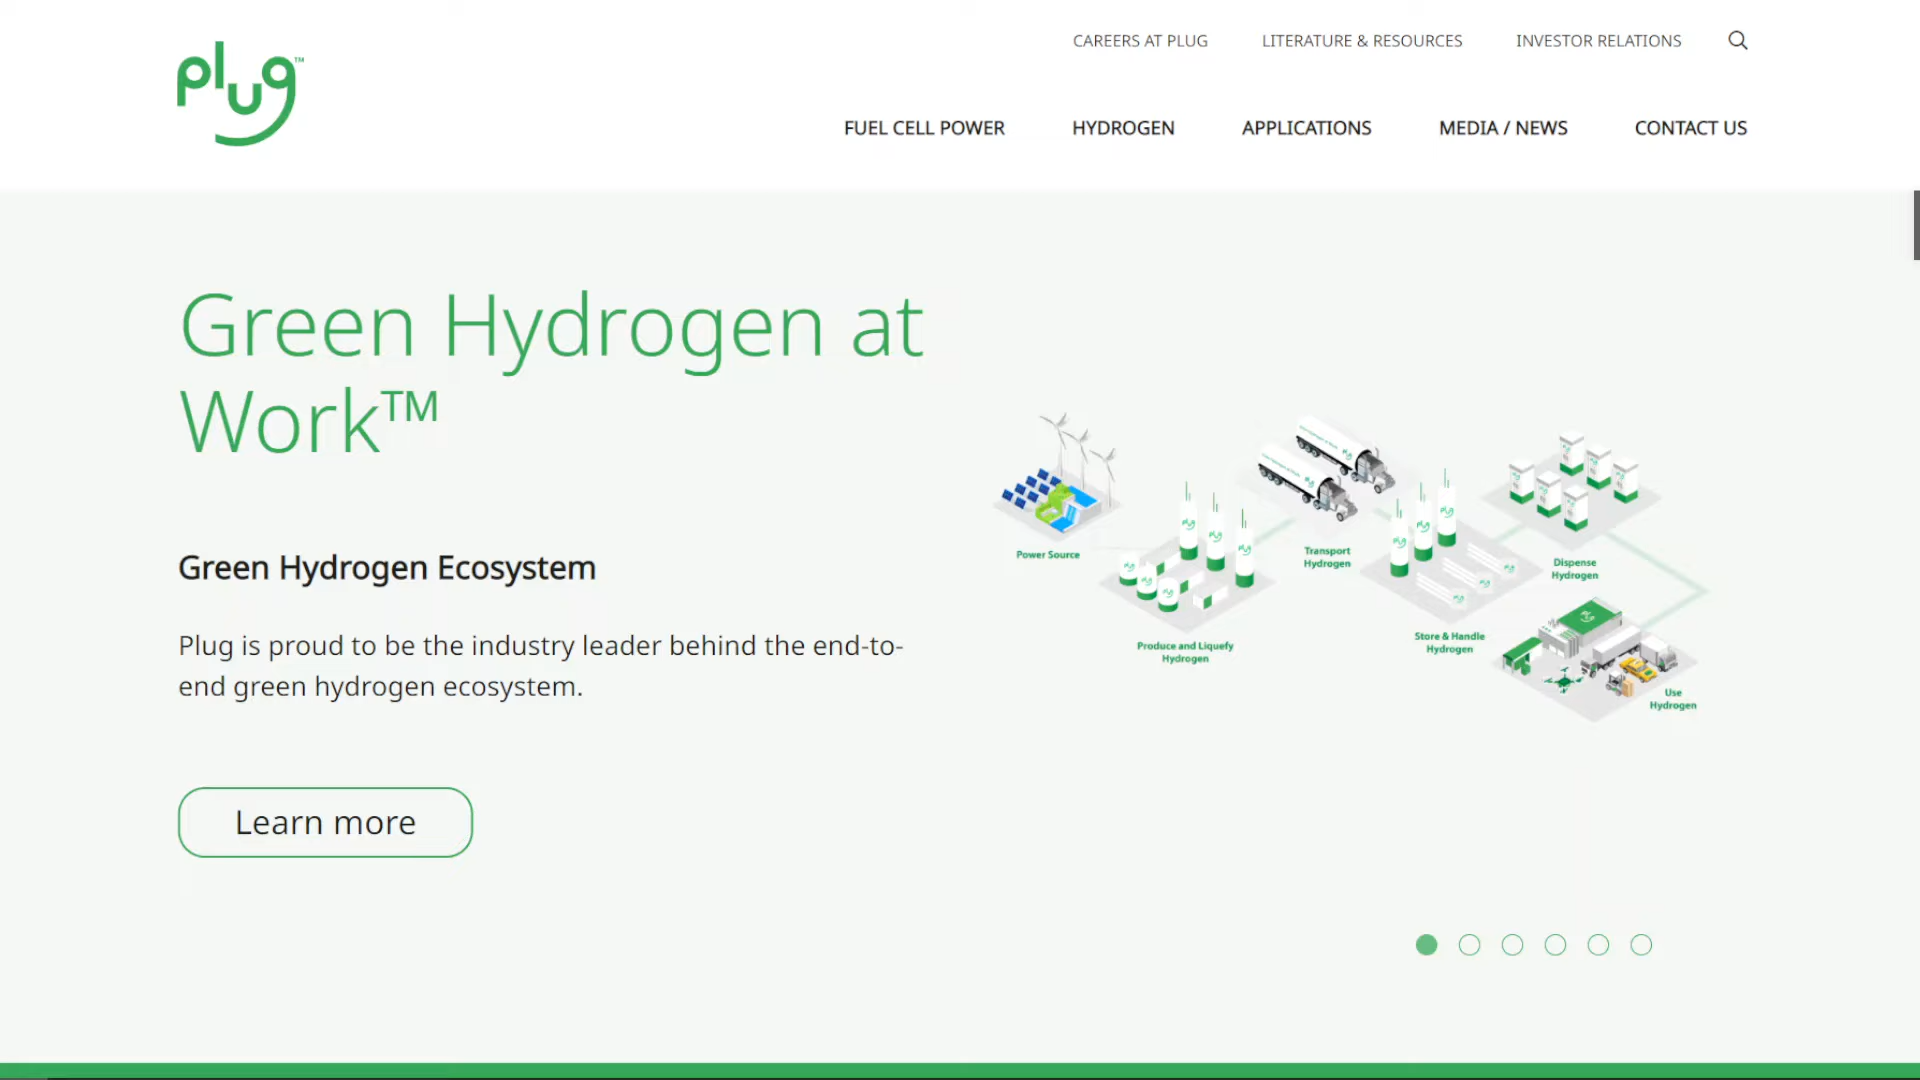 plug™
CAREERS AT PLUG
LITERATURE & RESOURCES
INVESTOR RELATIONS
FUEL CELL POWER
HYDROGEN
APPLICATIONS
MEDIA / NEWS
CONTACT US
Green Hydrogen at
Work™
Green Hydrogen Ecosystem
Plug is proud to be the industry leader behind the end-to-
end green hydrogen ecosystem.
Learn more
Power Source
Produce and Liquefy
Hydrogen
Transport
Hydrogen
Store & Handle
Hydrogen
Dispense
Hydrogen
Use
Hydrogen